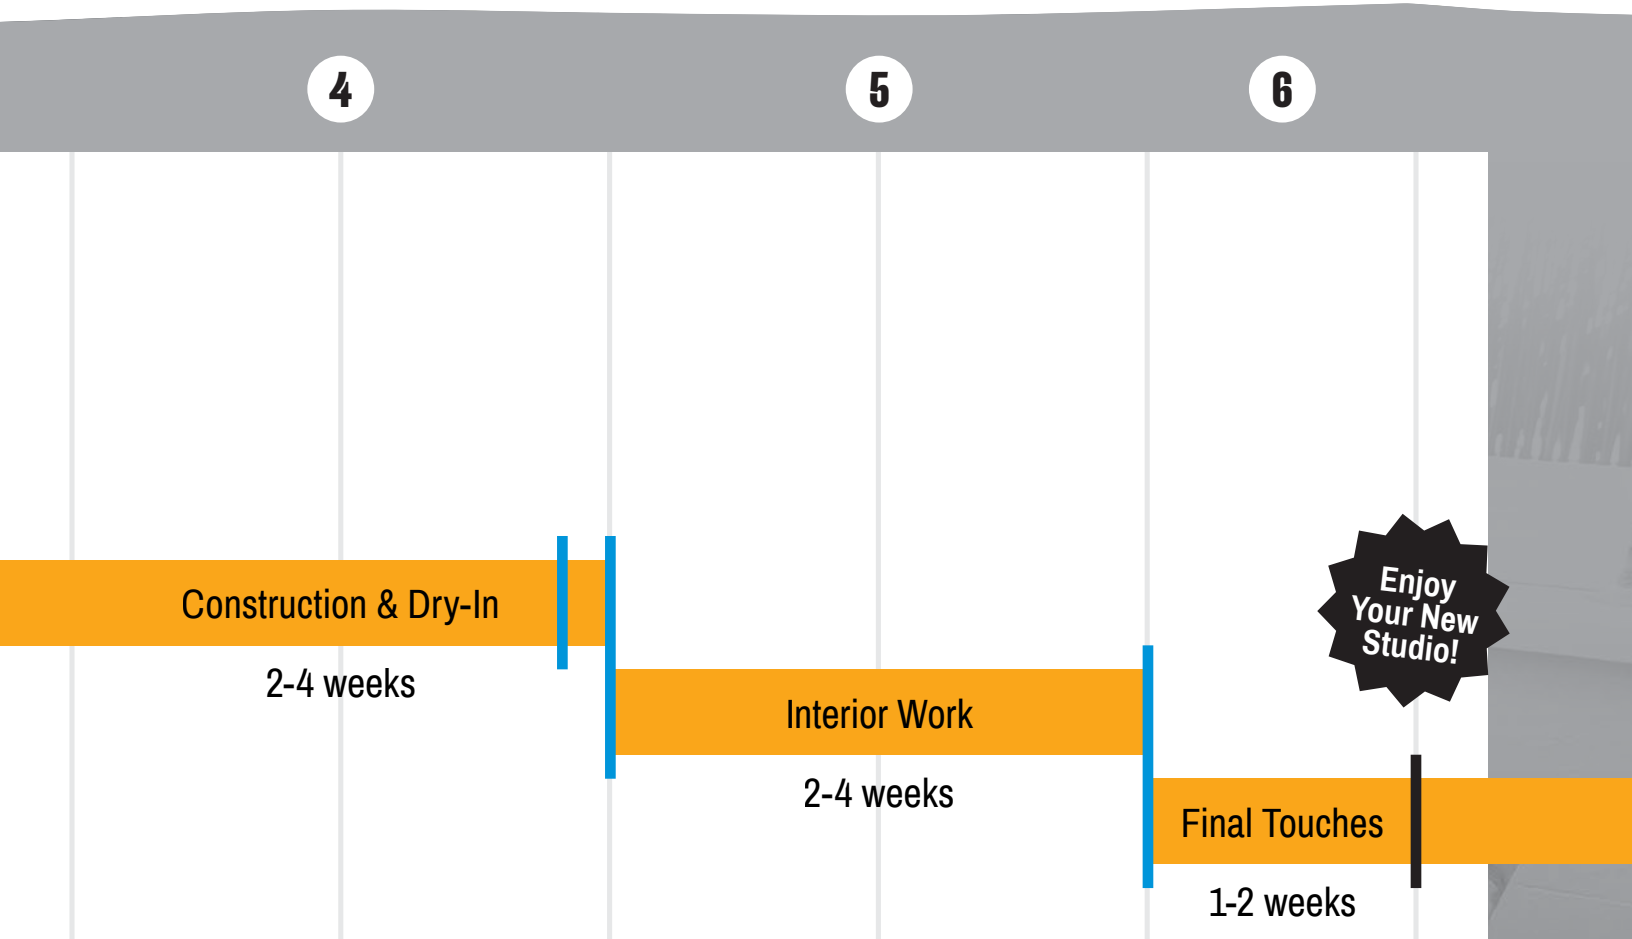 4
5
6
Enjoy
Your New
Studio!
Construction & Dry-In
2-4 weeks
Interior Work
2-4 weeks
Final Touches
1-2 weeks